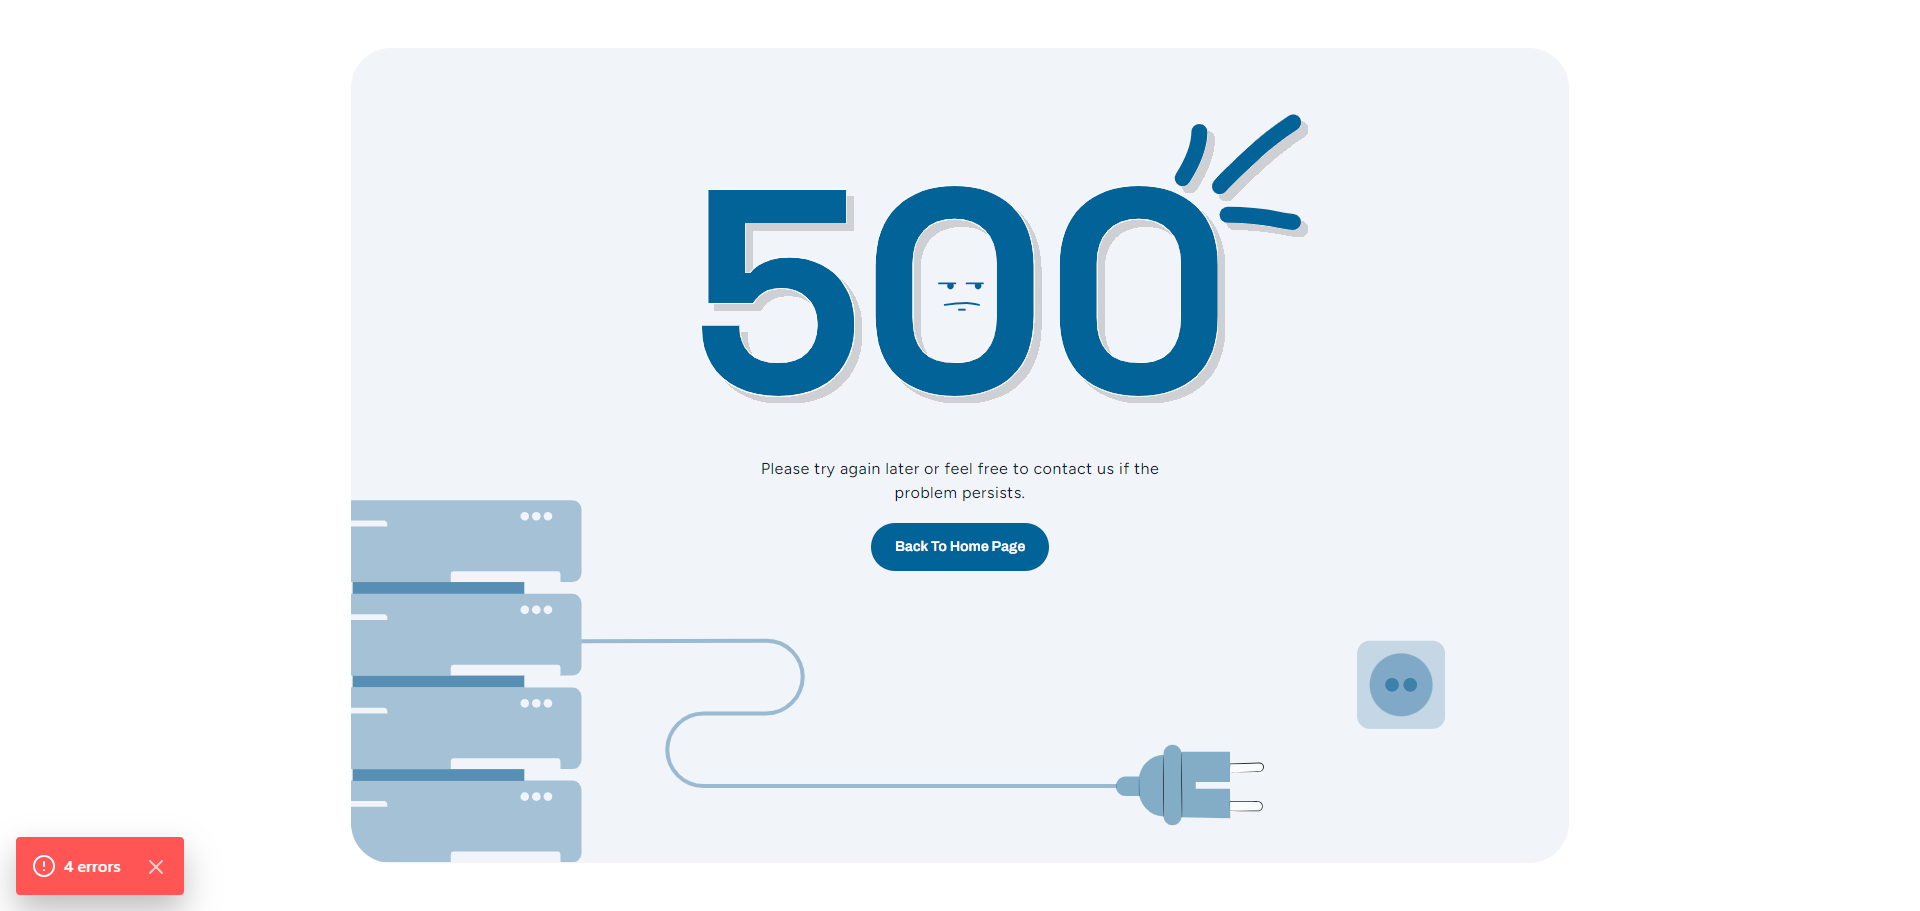 500
Please try again later or feel free to contact us if the
problem persists.
Back To Home Page
4 errors